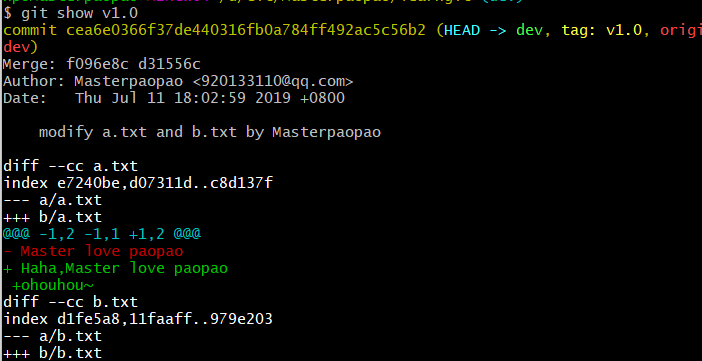 $ git show v1.0
commit cea6e0366f37de440316fb0a784ff492ac5c56b2 (HEAD -> dev, tag: v1.0, origi
dev)
Merge: f096e8c d31556c
Author: Masterpaopao <920133110@qq.com>
Date:   Thu Jul 11 18:02:59 2019 +0800
    modify a.txt and b.txt by Masterpaopao
diff --cc a.txt
index e7240be,d07311d..c8d137f
--- a/a.txt
+++ b/a.txt
@@@ -1,2 -1,1 +1,2 @@@
- Master love paopao
+ Haha,Master love paopao
 +ohouhou~
diff --cc b.txt
index d1fe5a8,11faaff..979e203
--- a/b.txt
+++ b/b.txt